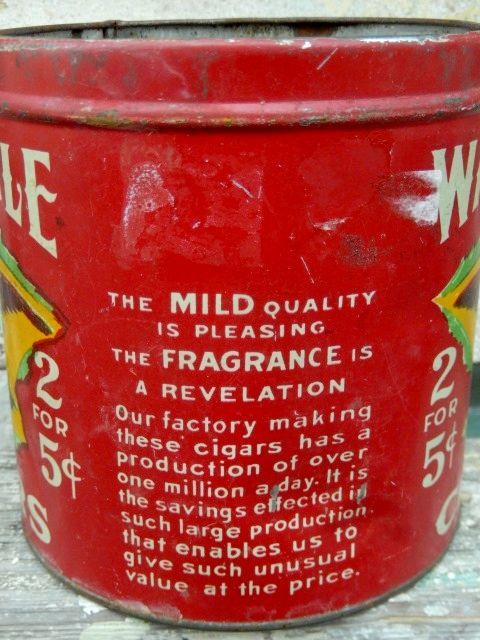 LE
WA
THE MILD QUALITY
IS PLEASING
THE FRAGRANCE IS
A REVELATION
2
FOR
5¢
2
FOR
5¢
Our factory making
these cigars has a
production of over
one million a day. It is
the savings effected in
such large production
that enables us to
give such unusual
value at the price.
RS
C